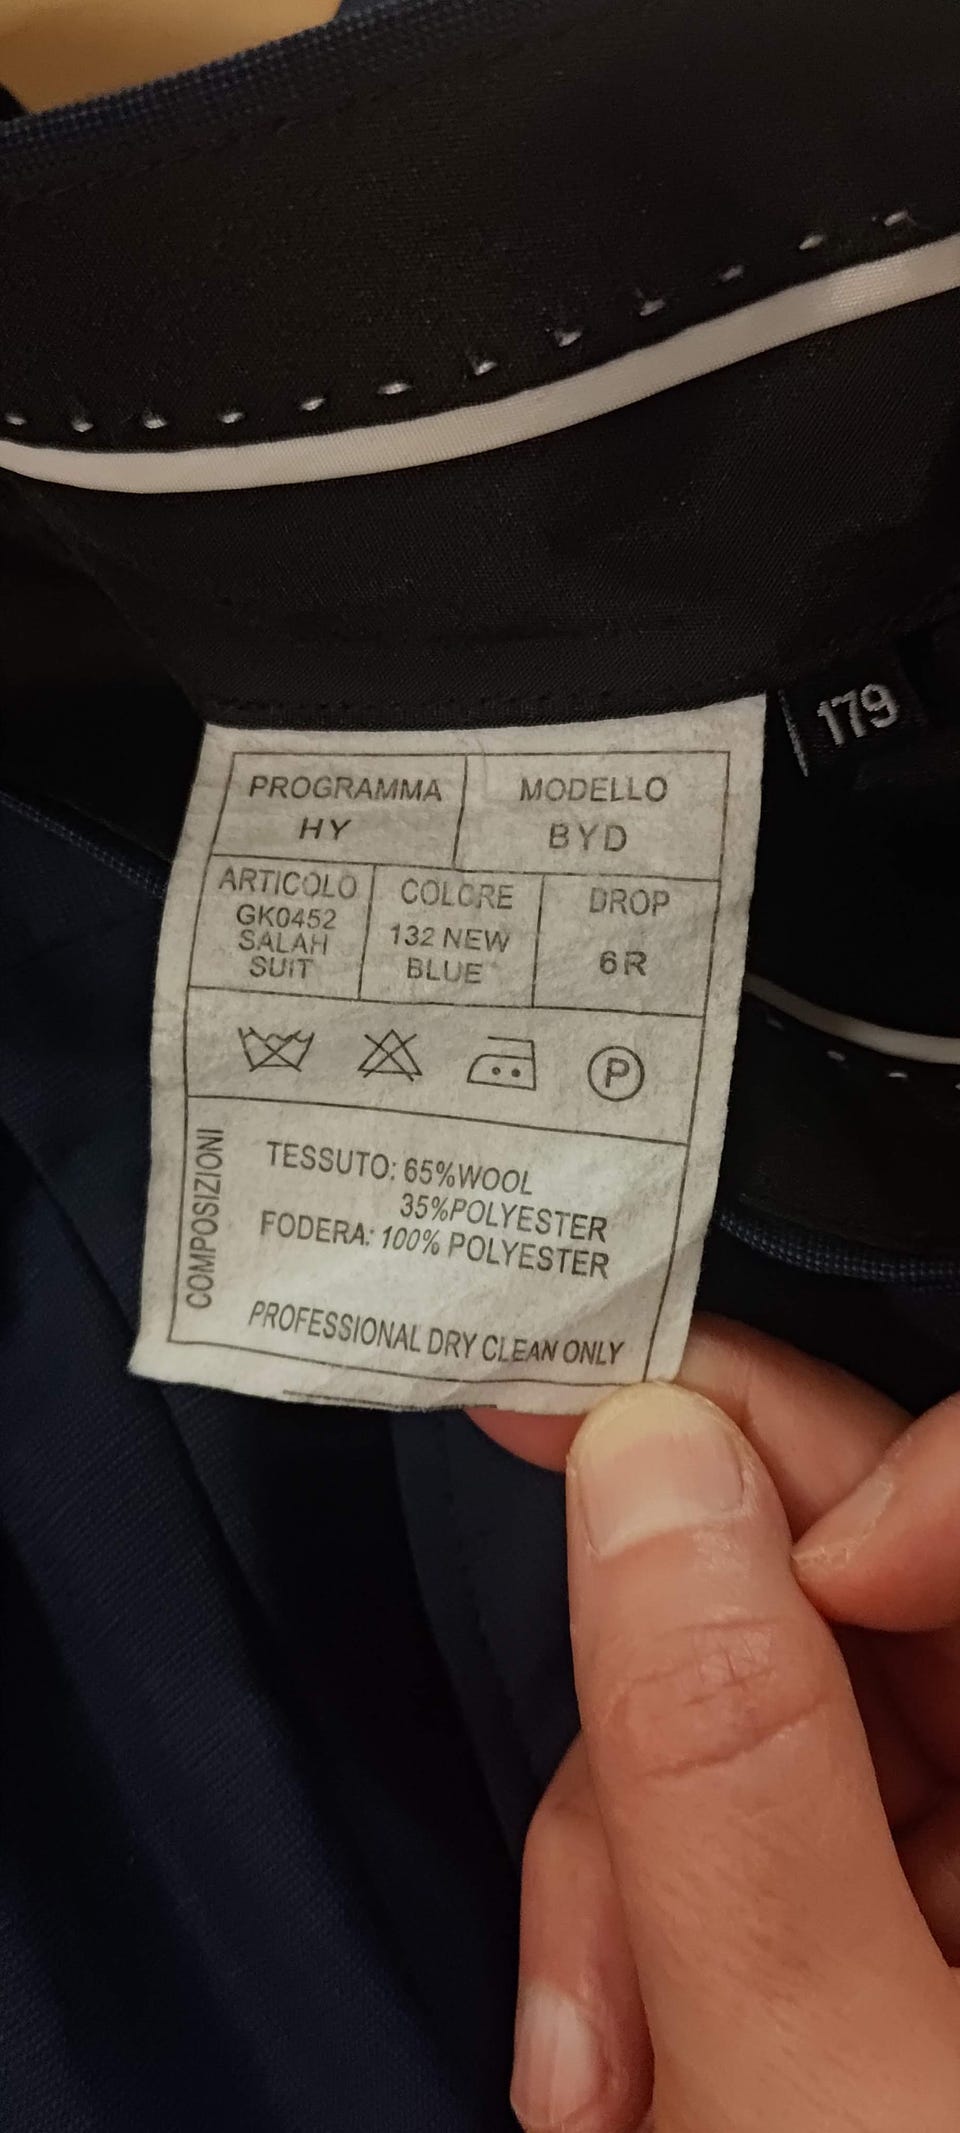 179
PROGRAMMA
HY
MODELLO
BYD
ARTICOLO
GK0452
SALAH
SUIT
COLORE
132 NEW
BLUE
DROP
6R
P
COMPOSIZIONI
TESSUTO: 65%WOOL
35%POLYESTER
FODERA: 100% POLYESTER
PROFESSIONAL DRY CLEAN ONLY